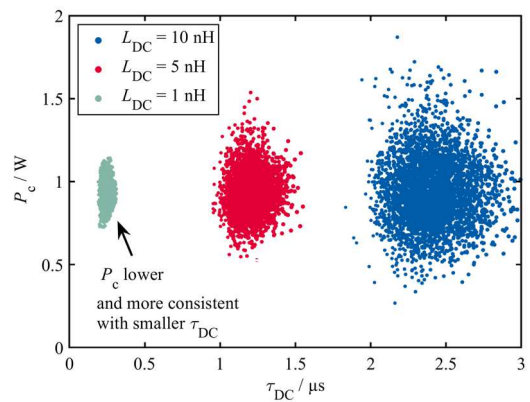 2
1.5
1
0.5
0
P_c / W
L_DC = 10 nH
L_DC = 5 nH
L_DC = 1 nH
P_c lower
and more consistent
with smaller τ_DC
0 0.5 1 1.5 2 2.5 3
τ_DC / μs